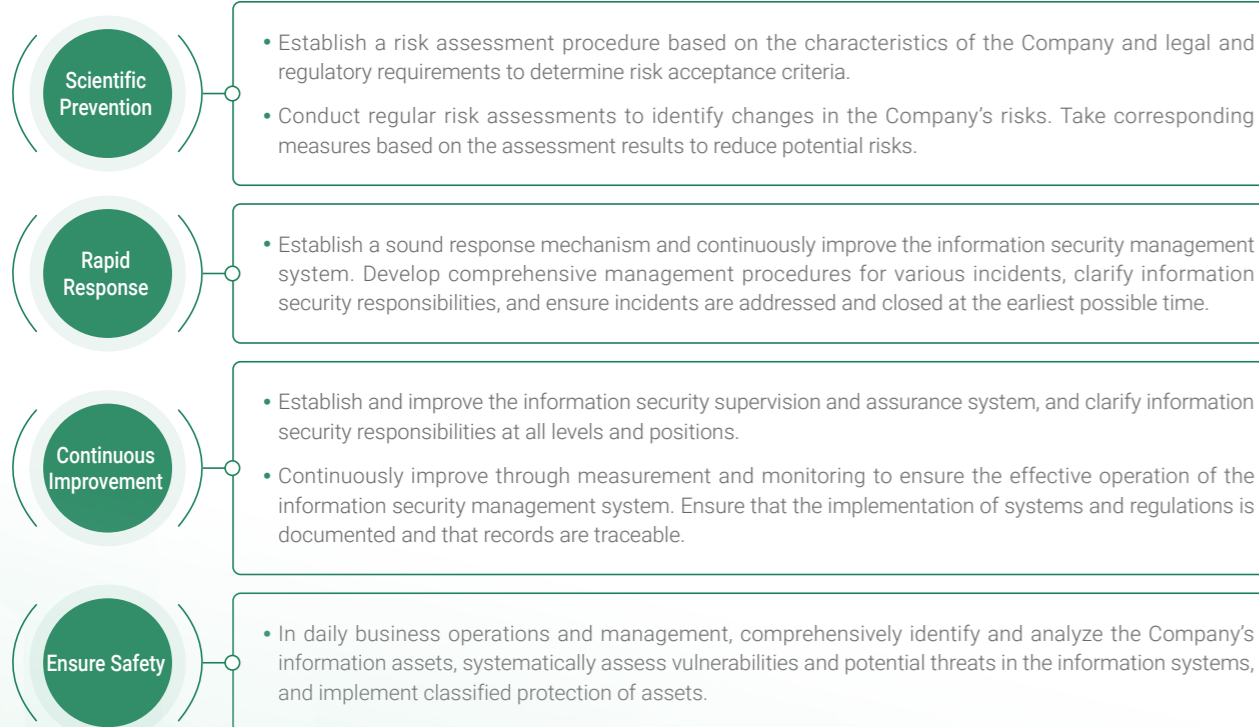 Scientific
Prevention
• Establish a risk assessment procedure based on the characteristics of the Company and legal and
regulatory requirements to determine risk acceptance criteria.
• Conduct regular risk assessments to identify changes in the Company's risks. Take corresponding
measures based on the assessment results to reduce potential risks.
Rapid
Response
• Establish a sound response mechanism and continuously improve the information security management
system. Develop comprehensive management procedures for various incidents, clarify information
security responsibilities, and ensure incidents are addressed and closed at the earliest possible time.
Continuous
Improvement
• Establish and improve the information security supervision and assurance system, and clarify information
security responsibilities at all levels and positions.
• Continuously improve through measurement and monitoring to ensure the effective operation of the
information security management system. Ensure that the implementation of systems and regulations is
documented and that records are traceable.
Ensure Safety
• In daily business operations and management, comprehensively identify and analyze the Company's
information assets, systematically assess vulnerabilities and potential threats in the information systems,
and implement classified protection of assets.